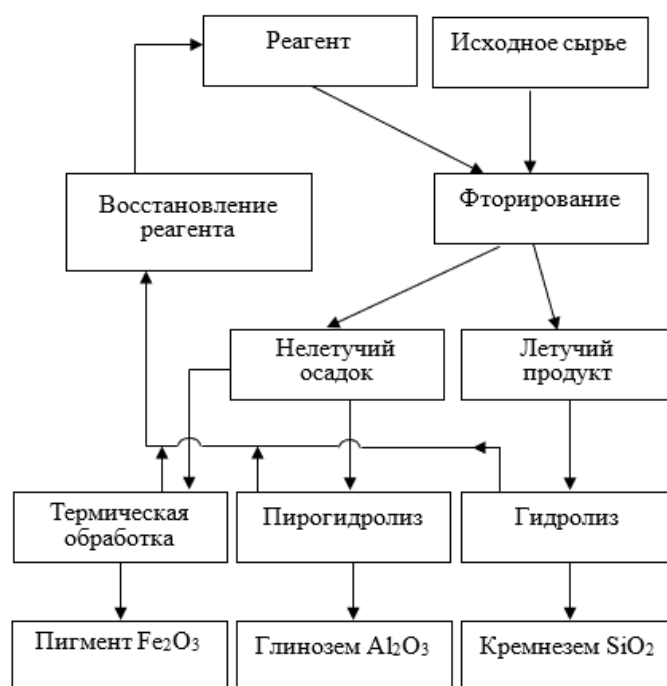 Реагент
Исходное сырье
Восстановление
реагента
Фторирование
Нелетучий
осадок
Летучий
продукт
Термическая
обработка
Пирогидролиз
Гидролиз
Пигмент Fe₂O₃
Глинозем Al₂O₃
Кремнезем SiO₂